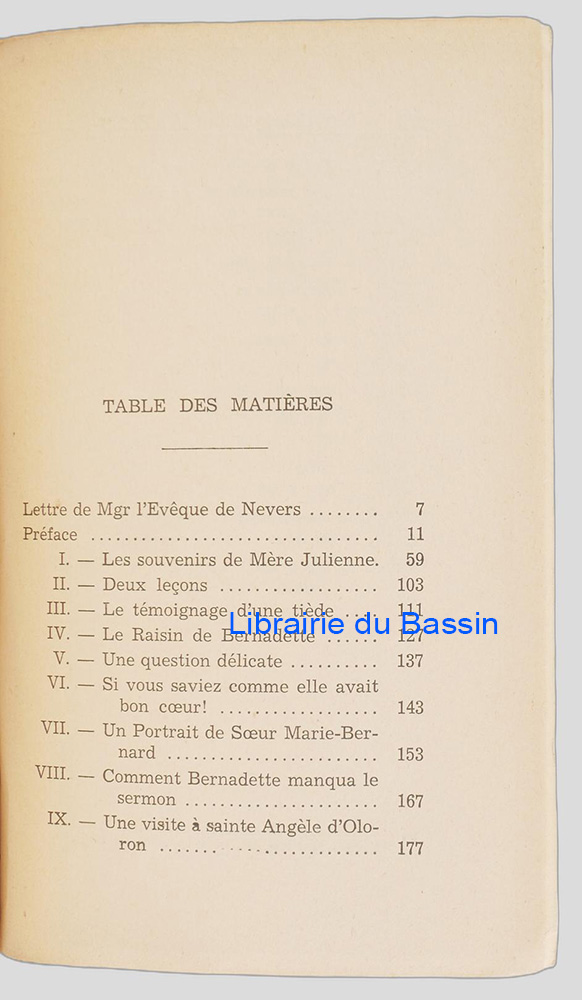 TABLE DES MATIÈRES
Lettre de Mgr l'Evêque de Nevers ........ 7
Préface ................................. 11
I. — Les souvenirs de Mère Julienne. 59
II. — Deux leçons .................. 103
III. — Le témoignage d'une tiède .... 111
IV. — Le Raisin de Bernadette ...... 127
Librairie du Bassin
V. — Une question délicate .......... 137
VI. — Si vous saviez comme elle avait
bon cœur! .................. 143
VII. — Un Portrait de Sœur Marie-Ber-
nard ........................ 153
VIII. — Comment Bernadette manqua le
sermon ...................... 167
IX. — Une visite à sainte Angèle d'Olo-
ron ......................... 177